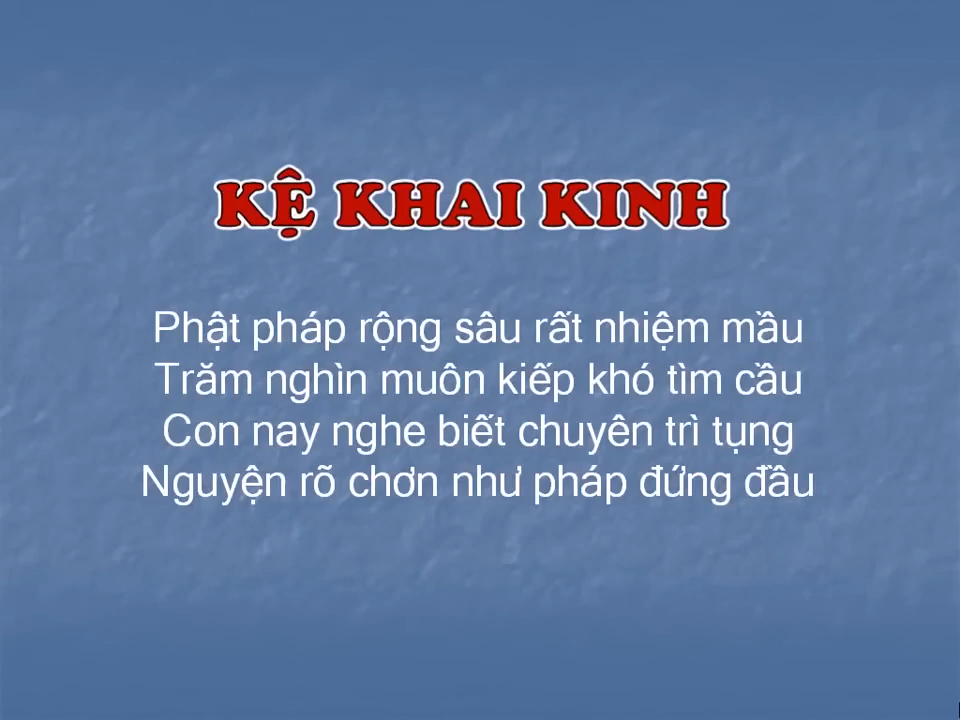 KỆ KHAI KINH
Phật pháp rộng sâu rất nhiệm mầu
Trăm nghìn muôn kiếp khó tìm cầu
Con nay nghe biết chuyên trì tụng
Nguyện rõ chơn như pháp đứng đầu